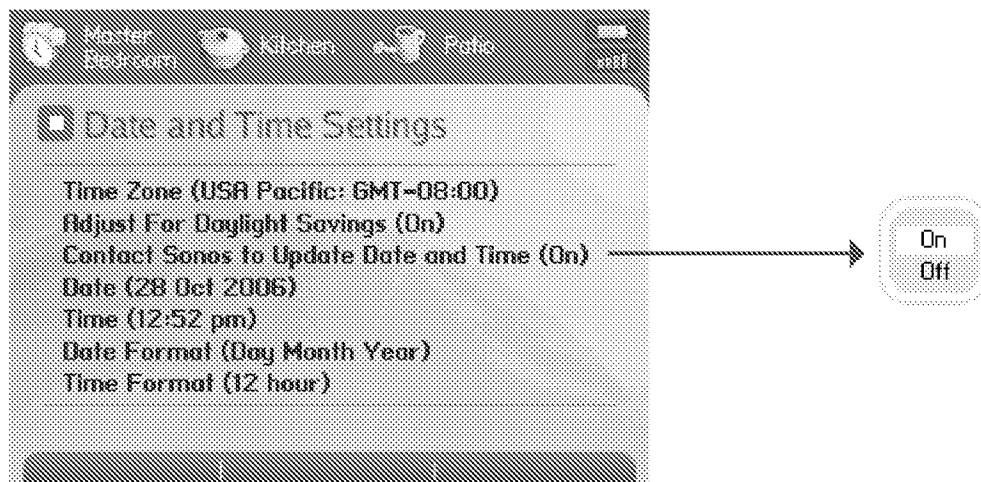 Master
Bedroom
Kitchen
Patio
Date and Time Settings
Time Zone (USA Pacific: GMT-08:00)
Adjust For Daylight Savings (On)
Contact Sonos to Update Date and Time (On)
Date (28 Oct 2006)
Time (12:52 pm)
Date Format (Day Month Year)
Time Format (12 hour)
On
Off